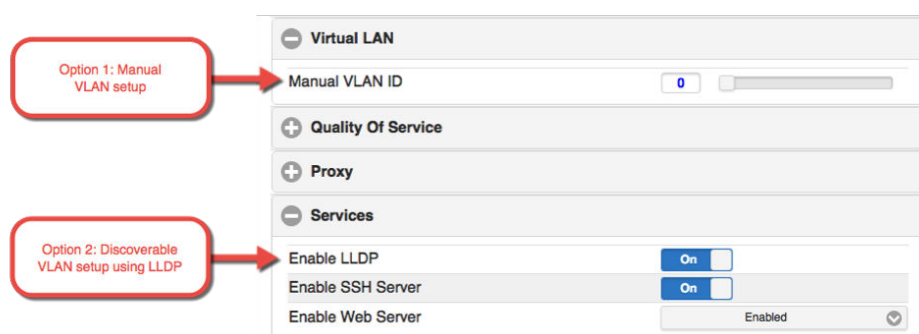 Virtual LAN
Option 1: Manual
VLAN setup
Manual VLAN ID
0
Quality Of Service
Proxy
Services
Option 2: Discoverable
VLAN setup using LLDP
Enable LLDP
On
Enable SSH Server
On
Enable Web Server
Enabled